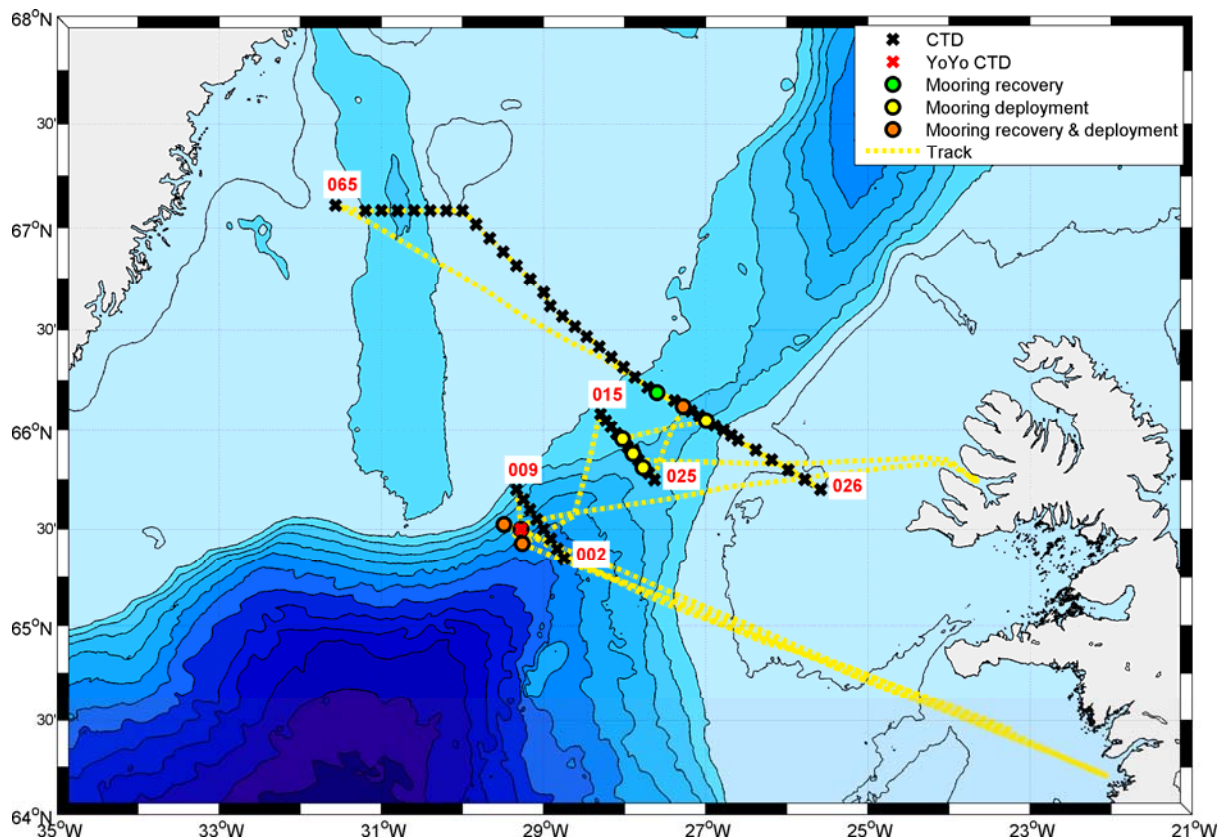 68°N
CTD
YoYo CTD
Mooring recovery
Mooring deployment
Mooring recovery & deployment
Track
30'
065
67°N
30'
015
66°N
009
025
026
30'
002
65°N
30'
64°N
35°W
33°W
31°W
29°W
27°W
25°W
23°W
21°W